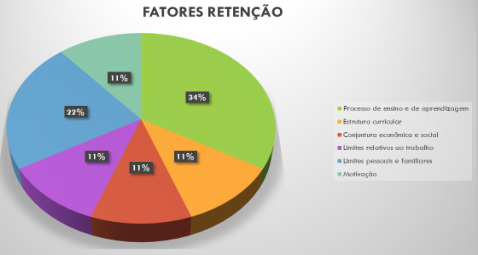 FATORES RETENÇÃO
11%
34%
22%
11%
11%
11%
Processo de ensino e de aprendizagem
Estrutura curricular
Conjuntura econômica e social
Limites relativos ao trabalho
Limites pessoais e familiares
Motivação